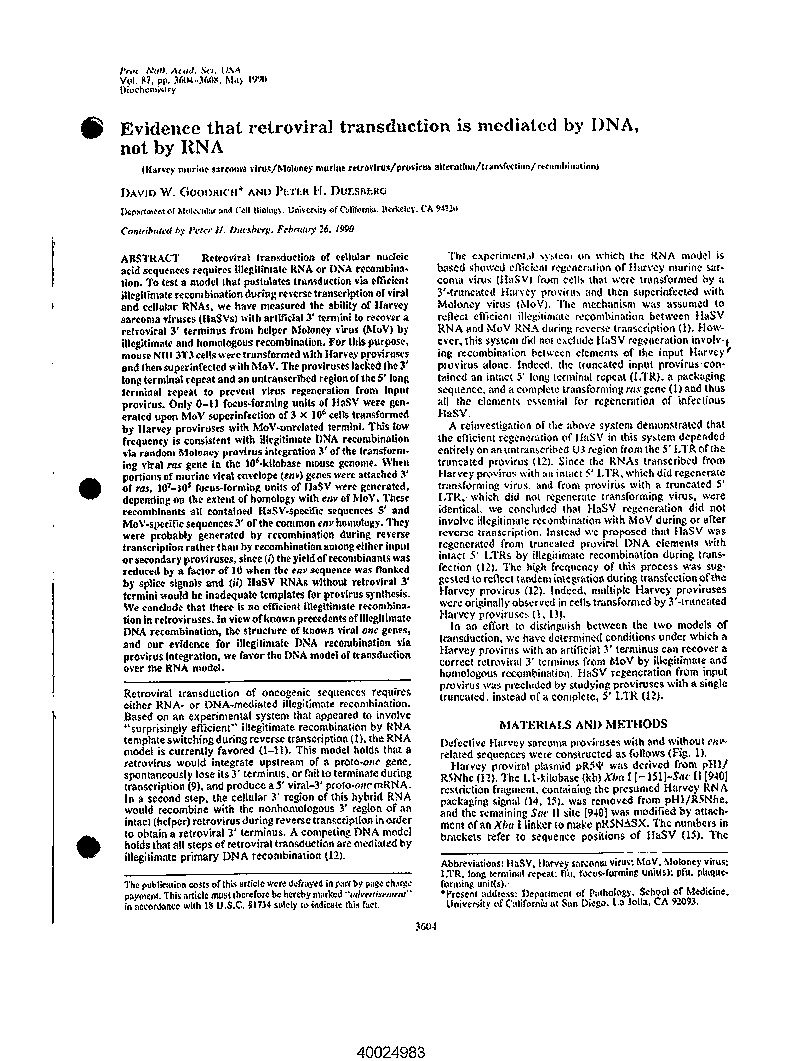 Proc. Natl. Acad. Sci. USA
Vol. 87, pp. 3604-3608, May 1990
Biochemistry
Evidence that retroviral transduction is mediated by DNA,
not by RNA
(Harvey murine sarcoma virus/Moloney murine retrovirus/provirus alteration/transfection/recombination)
DAVID W. GOODRICH* AND PETER H. DUESBERG
Department of Molecular and Cell Biology, University of California, Berkeley, CA 94720
Contributed by Peter H. Duesberg, February 26, 1990
ABSTRACT Retroviral transduction of cellular nucleic
acid sequences requires illegitimate RNA or DNA recombina-
tion. To test a model that postulates transduction via efficient
illegitimate recombination during reverse transcription of viral
and cellular RNAs, we have measured the ability of Harvey
sarcoma viruses (HaSVs) with artificial 3' termini to recover a
retroviral 3' terminus from helper Moloney virus (MoV) by
illegitimate and homologous recombination. For this purpose,
mouse NIH 3T3 cells were transformed with Harvey proviruses
and then superinfected with MoV. The proviruses lacked the 3'
long terminal repeat and an untranscribed region of the 5' long
terminal repeat to prevent virus regeneration from input
provirus. Only 0-11 focus-forming units of HaSV were gen-
erated upon MoV superinfection of 3 × 10⁶ cells transformed
by Harvey proviruses with MoV-unrelated termini. This low
frequency is consistent with illegitimate DNA recombination
via random Moloney provirus integration 3' of the transform-
ing viral ras gene in the 10⁶-kilobase mouse genome. When
portions of murine viral envelope (env) genes were attached 3'
of ras, 10²-10⁵ focus-forming units of HaSV were generated,
depending on the extent of homology with env of MoV. These
recombinants all contained HaSV-specific sequences 5' and
MoV-specific sequences 3' of the common env homology. They
were probably generated by recombination during reverse
transcription rather than by recombination among either input
or secondary proviruses, since (i) the yield of recombinants was
reduced by a factor of 10 when the env sequence was flanked
by splice signals and (ii) HaSV RNAs without retroviral 3'
termini would be inadequate templates for provirus synthesis.
We conclude that there is no efficient illegitimate recombina-
tion in retroviruses. In view of known precedents of illegitimate
DNA recombination, the structure of known viral onc genes,
and our evidence for illegitimate DNA recombination via
provirus integration, we favor the DNA model of transduction
over the RNA model.
Retroviral transduction of oncogenic sequences requires
either RNA- or DNA-mediated illegitimate recombination.
Based on an experimental system that appeared to involve
"surprisingly efficient" illegitimate recombination by RNA
template switching during reverse transcription (1), the RNA
model is currently favored (1-11). This model holds that a
retrovirus would integrate upstream of a proto-onc gene,
spontaneously lose its 3' terminus, or fail to terminate during
transcription (9), and produce a 5' viral-3' proto-onc mRNA.
In a second step, the cellular 3' region of this hybrid RNA
would recombine with the nonhomologous 3' region of an
intact (helper) retrovirus during reverse transcription in order
to obtain a retroviral 3' terminus. A competing DNA model
holds that all steps of retroviral transduction are mediated by
illegitimate primary DNA recombination (12).
The publication costs of this article were defrayed in part by page charge
payment. This article must therefore be hereby marked "advertisement"
in accordance with 18 U.S.C. §1734 solely to indicate this fact.
The experimental system on which the RNA model is
based showed efficient regeneration of Harvey murine sar-
coma virus (HaSV) from cells that were transformed by a
3'-truncated Harvey provirus and then superinfected with
Moloney virus (MoV). The mechanism was assumed to
reflect efficient illegitimate recombination between HaSV
RNA and MoV RNA during reverse transcription (1). How-
ever, this system did not exclude HaSV regeneration involv-
ing recombination between elements of the input Harvey
provirus alone. Indeed, the truncated input provirus con-
tained an intact 5' long terminal repeat (LTR), a packaging
sequence, and a complete transforming ras gene (1) and thus
all the elements essential for regeneration of infectious
HaSV.
A reinvestigation of the above system demonstrated that
the efficient regeneration of HaSV in this system depended
entirely on an untranscribed U3 region from the 5' LTR of the
truncated provirus (12). Since the RNAs transcribed from
Harvey provirus with an intact 5' LTR, which did regenerate
transforming virus, and from provirus with a truncated 5'
LTR, which did not regenerate transforming virus, were
identical, we concluded that HaSV regeneration did not
involve illegitimate recombination with MoV during or after
reverse transcription. Instead we proposed that HaSV was
regenerated from truncated proviral DNA elements with
intact 5' LTRs by illegitimate recombination during trans-
fection (12). The high frequency of this process was sug-
gested to reflect tandem integration during transfection of the
Harvey provirus (12). Indeed, multiple Harvey proviruses
were originally observed in cells transformed by 3'-truncated
Harvey proviruses (1, 13).
In an effort to distinguish between the two models of
transduction, we have determined conditions under which a
Harvey provirus with an artificial 3' terminus can recover a
correct retroviral 3' terminus from MoV by illegitimate and
homologous recombination. HaSV regeneration from input
provirus was precluded by studying proviruses with a single
truncated, instead of a complete, 5' LTR (12).
MATERIALS AND METHODS
Defective Harvey sarcoma proviruses with and without env-
related sequences were constructed as follows (Fig. 1).
Harvey proviral plasmid pR5Ψ was derived from pH1/
R5Nhe (12). The 1.1-kilobase (kb) Xba I [-151]-Sac II [940]
restriction fragment, containing the presumed Harvey RNA
packaging signal (14, 15), was removed from pH1/R5Nhe,
and the remaining Sac II site [940] was modified by attach-
ment of an Xba I linker to make pR5NΔSX. The numbers in
brackets refer to sequence positions of HaSV (15). The
Abbreviations: HaSV, Harvey sarcoma virus; MoV, Moloney virus;
LTR, long terminal repeat; ffu, focus-forming unit(s); pfu, plaque-
forming unit(s).
*Present address: Department of Pathology, School of Medicine,
University of California at San Diego, La Jolla, CA 92093.
3604
40024983